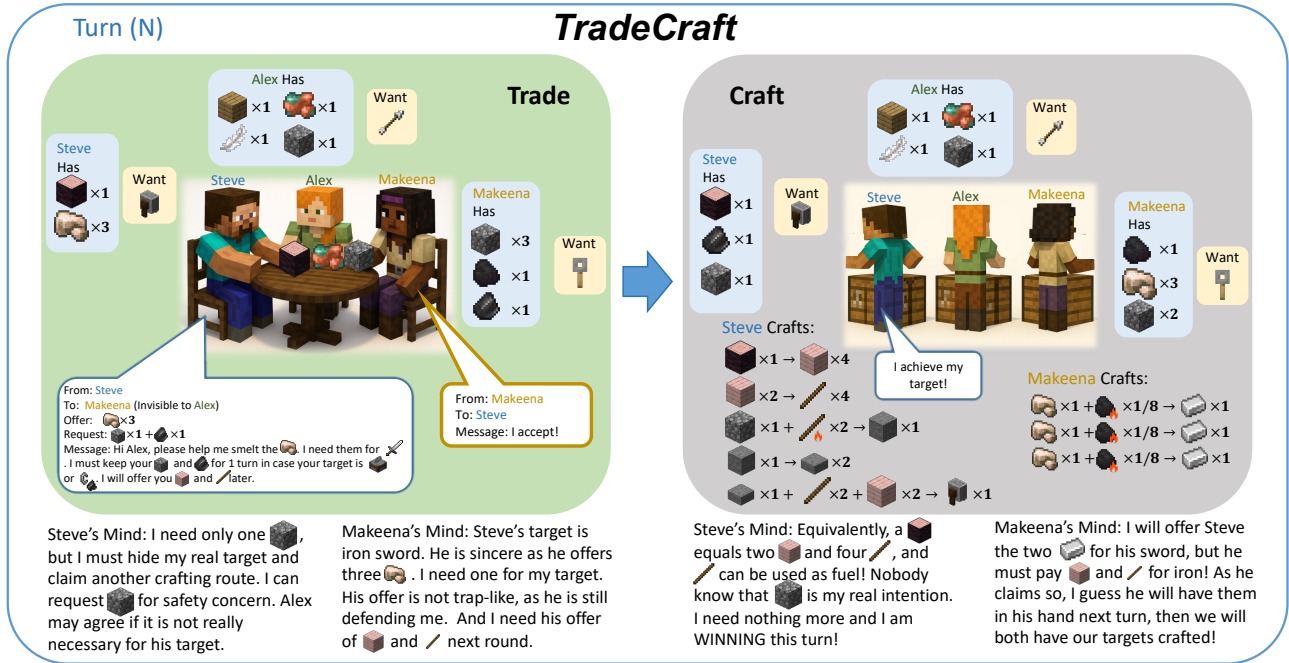 Turn (N)
TradeCraft
Alex Has
×1
×1
×1
×1
Want
Trade
Steve
Has
×1
×3
Want
Steve
Alex
Makeena
Makeena
Has
×3
×1
×1
Want
From: Steve
To: Makeena (Invisible to Alex)
Offer: ×3
Request: ×1 + ×1
Message: Hi Alex, please help me smelt the . I need them for
. I must keep your and for 1 turn in case your target is
or . I will offer you and later.
From: Makeena
To: Steve
Message: I accept!
Craft
Alex Has
×1
×1
×1
×1
Want
Steve
Has
×1
×1
×1
Want
Steve
Alex
Makeena
Makeena
Has
×1
×3
×2
Want
Steve Crafts:
×1 → ×4
×2 → ×4
×1 + ×2 → ×1
×1 → ×2
×1 + ×2 + ×2 → ×1
I achieve my
target!
Makeena Crafts:
×1 + ×1/8 → ×1
×1 + ×1/8 → ×1
×1 + ×1/8 → ×1
Steve's Mind: I need only one ,
but I must hide my real target and
claim another crafting route. I can
request for safety concern. Alex
may agree if it is not really
necessary for his target.
Makeena's Mind: Steve's target is
iron sword. He is sincere as he offers
three . I need one for my target.
His offer is not trap-like, as he is still
defending me. And I need his offer
of and next round.
Steve's Mind: Equivalently, a
equals two and four , and
can be used as fuel! Nobody
know that is my real intention.
I need nothing more and I am
WINNING this turn!
Makeena's Mind: I will offer Steve
the two for his sword, but he
must pay and for iron! As he
claims so, I guess he will have them
in his hand next turn, then we will
both have our targets crafted!